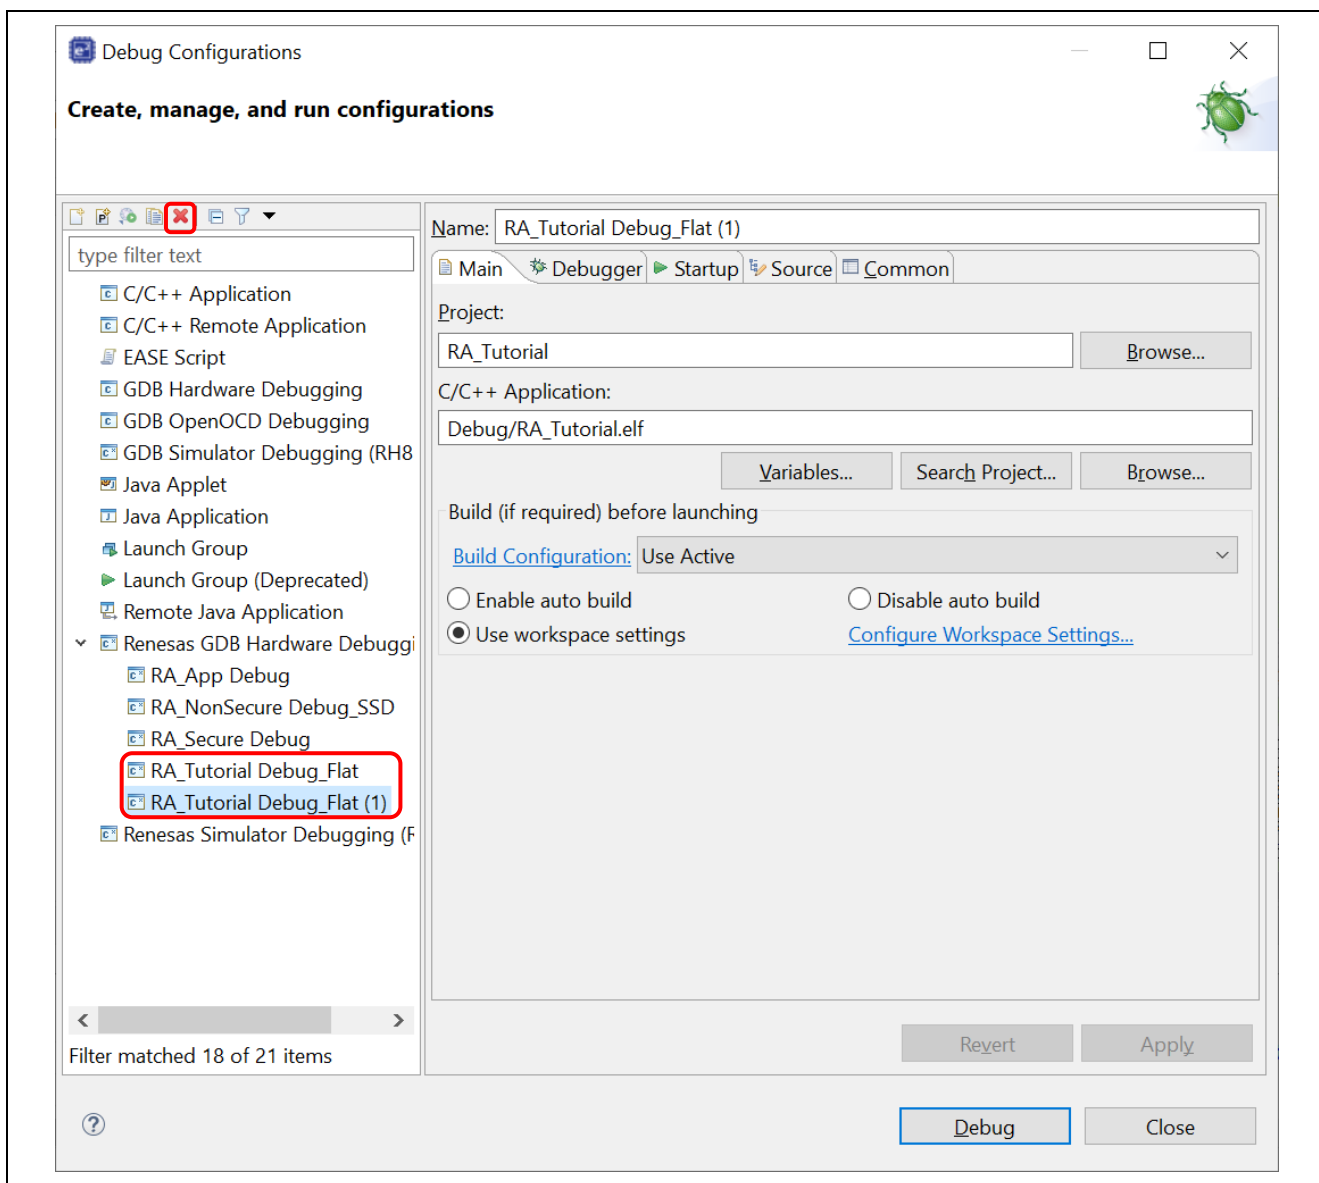 Debug Configurations
Create, manage, and run configurations
type filter text
C/C++ Application
C/C++ Remote Application
EASE Script
GDB Hardware Debugging
GDB OpenOCD Debugging
GDB Simulator Debugging (RH8
Java Applet
Java Application
Launch Group
Launch Group (Deprecated)
Remote Java Application
Renesas GDB Hardware Debuggi
RA_App Debug
RA_NonSecure Debug_SSD
RA_Secure Debug
RA_Tutorial Debug_Flat
RA_Tutorial Debug_Flat (1)
Renesas Simulator Debugging (R
Filter matched 18 of 21 items
Name: RA_Tutorial Debug_Flat (1)
Main Debugger Startup Source Common
Project:
RA_Tutorial Browse...
C/C++ Application:
Debug/RA_Tutorial.elf
Variables... Search Project... Browse...
Build (if required) before launching
Build Configuration: Use Active
Enable auto build Disable auto build
Use workspace settings Configure Workspace Settings...
Revert Apply
Debug Close